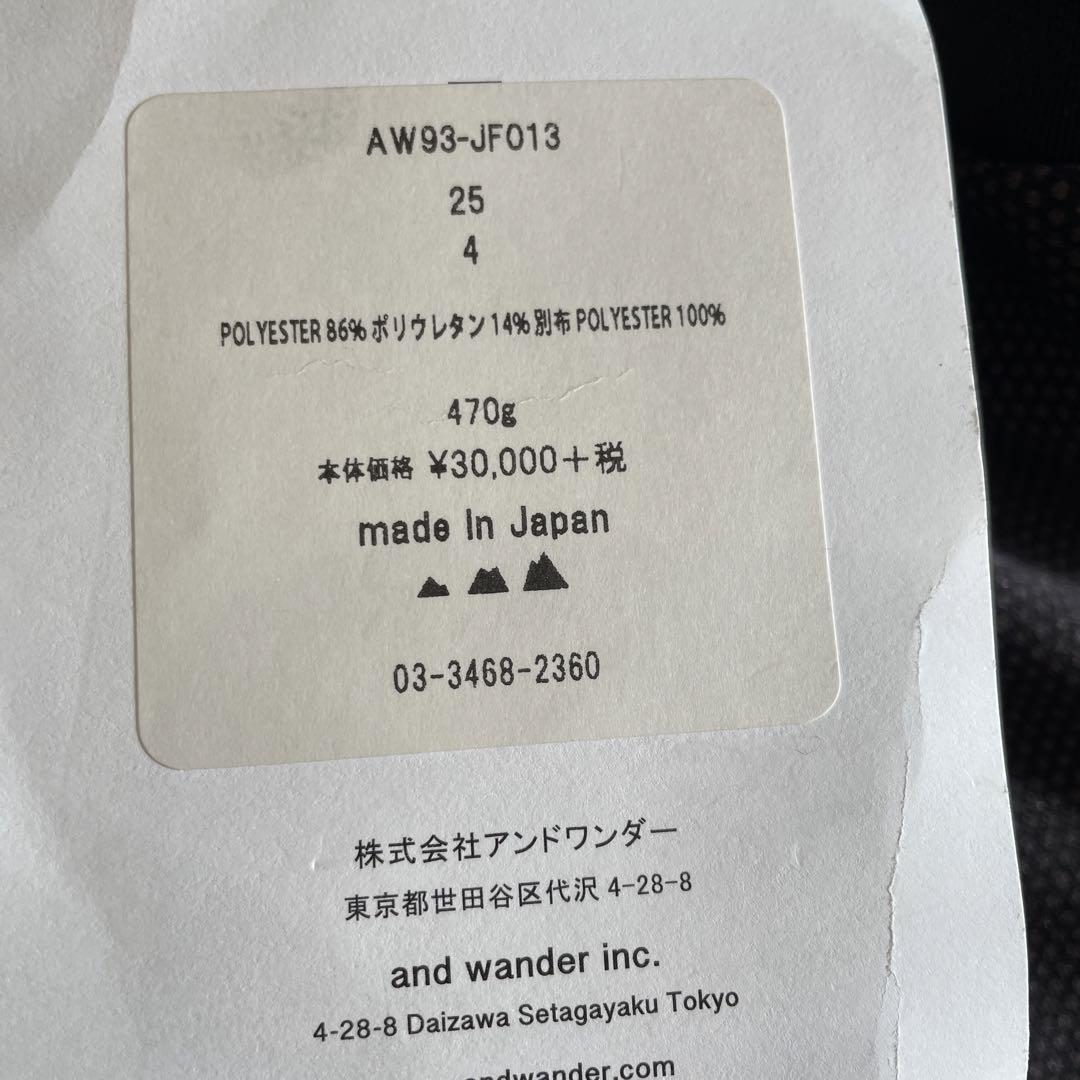 AW93-JF013
25
4
POLYESTER 86% ポリウレタン 14% 別布 POLYESTER 100%
470g
本体価格 ¥30,000+税
made In Japan
03-3468-2360
株式会社アンドワンダー
東京都世田谷区代沢 4-28-8
and wander inc.
4-28-8 Daizawa Setagayaku Tokyo
andwander.com